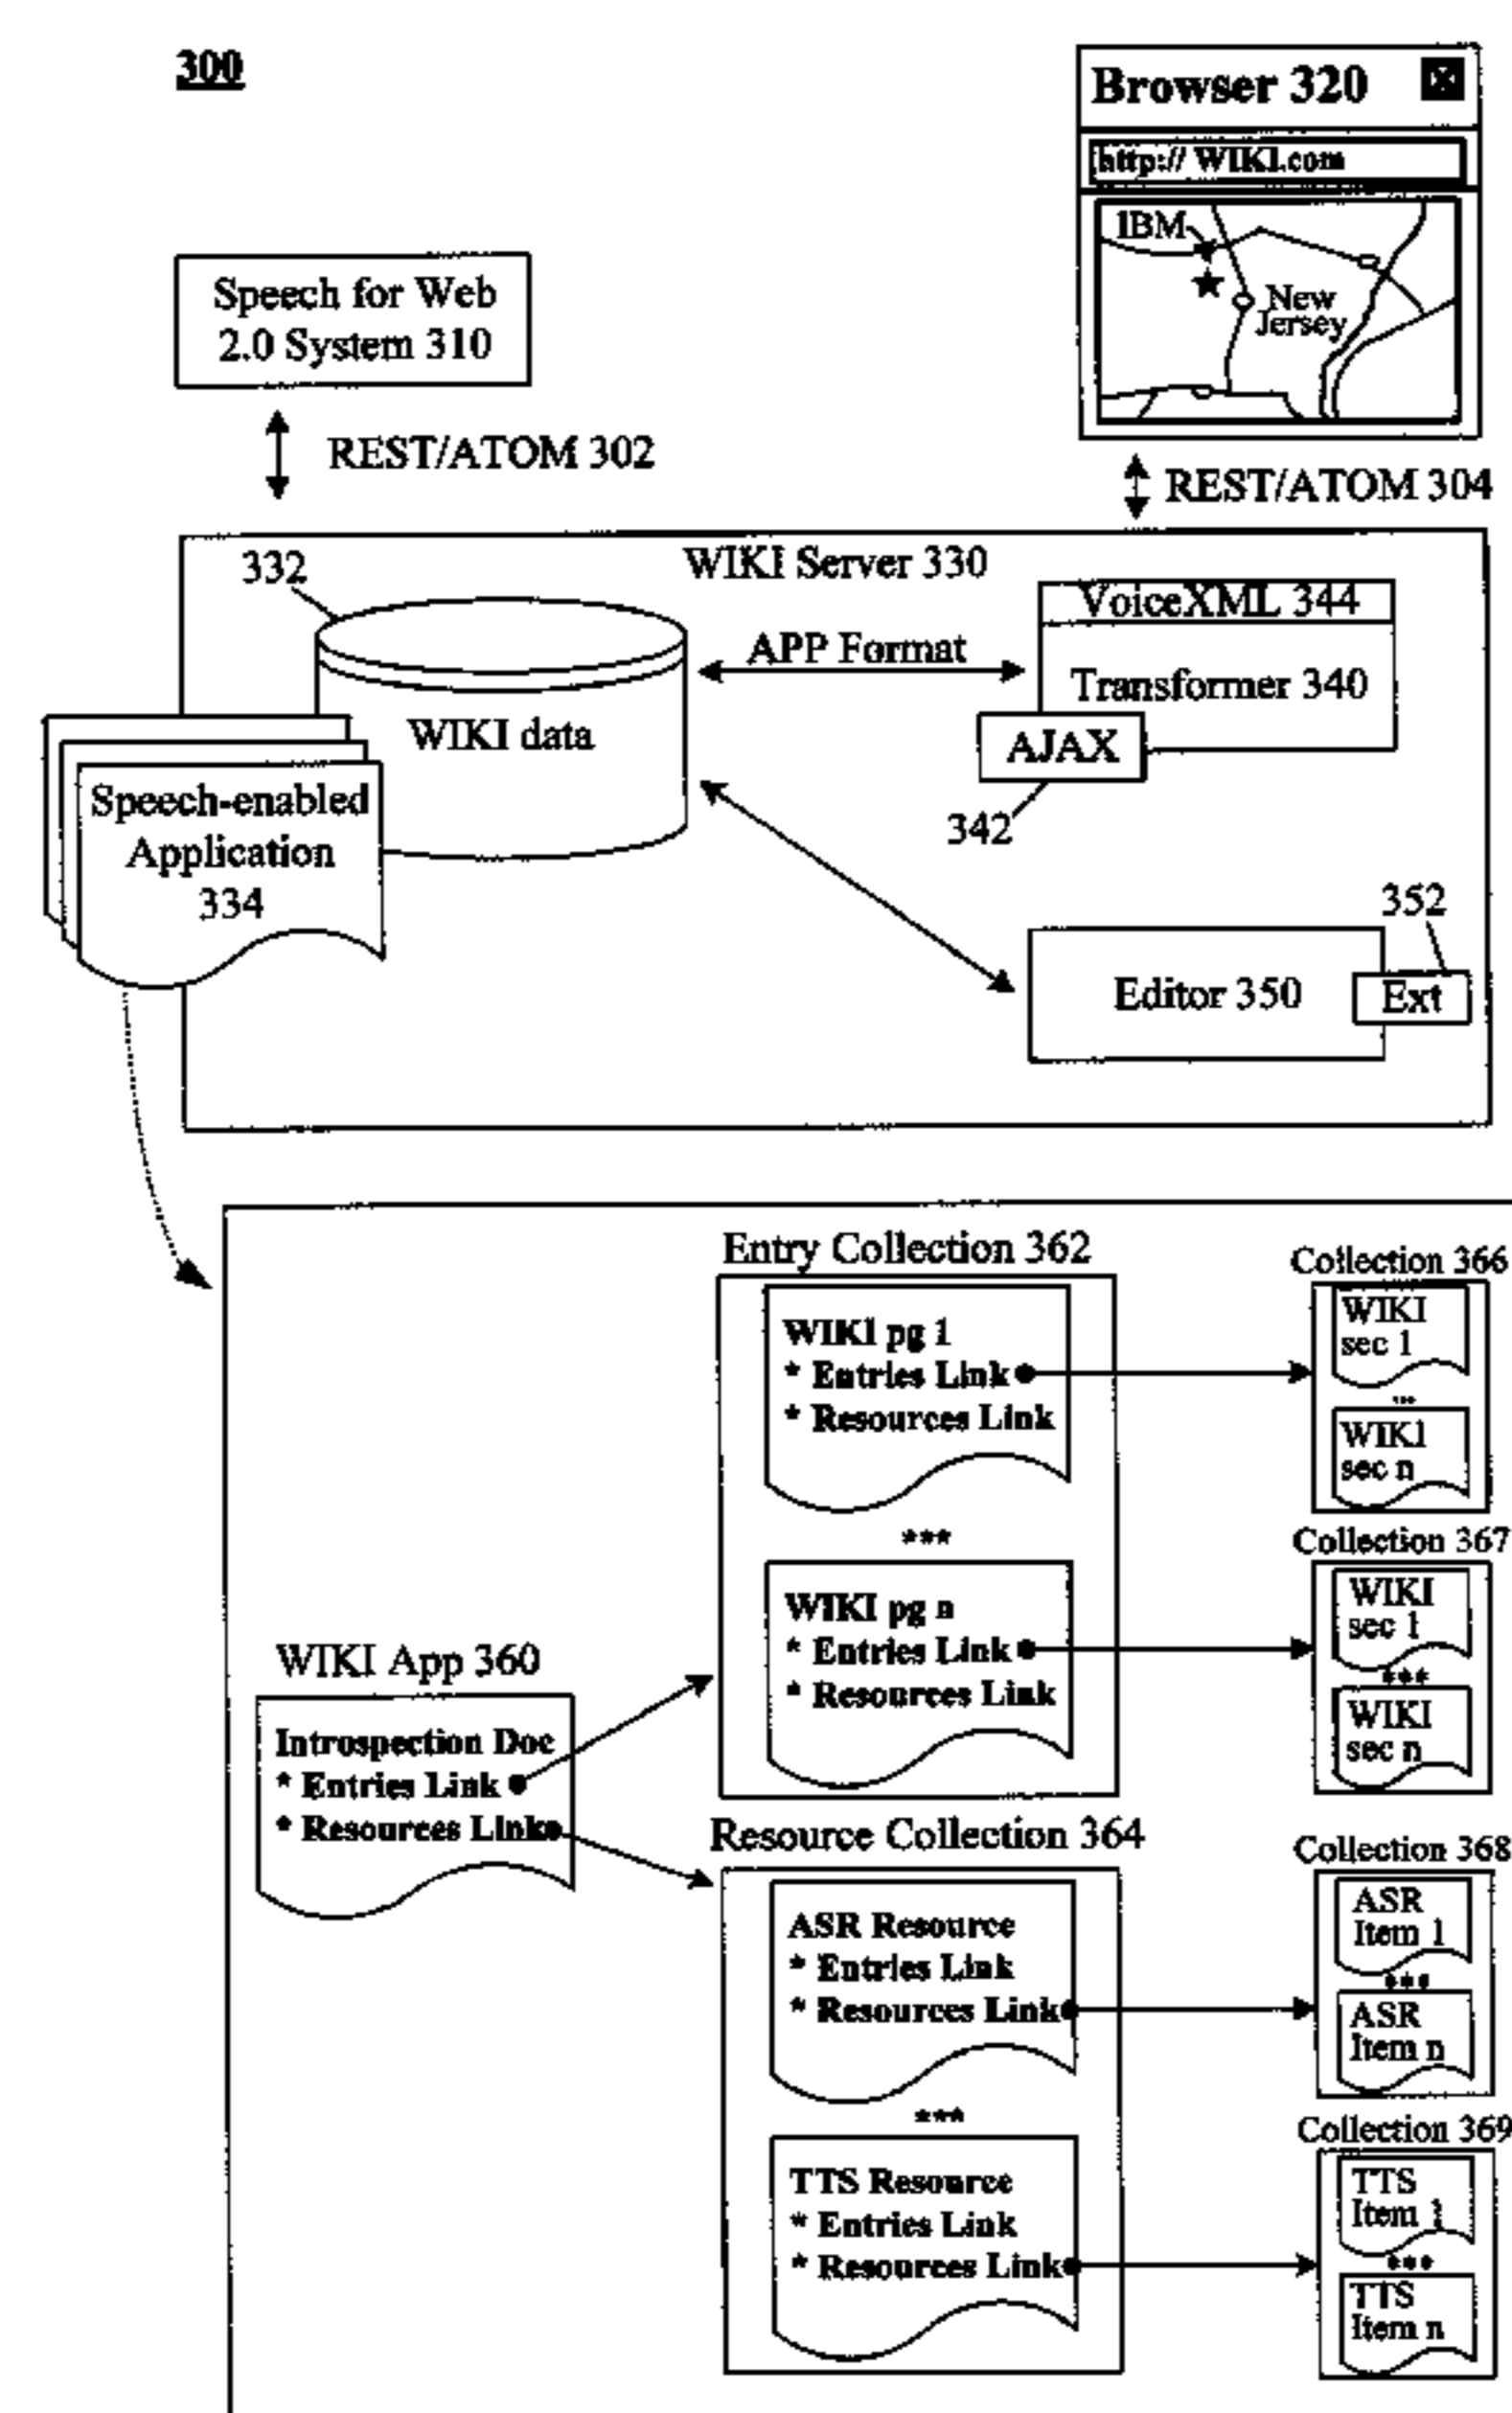 300
Browser 320
http:// WIKI.com
IBM
New
Jersey
Speech for Web
2.0 System 310
REST/ATOM 302
REST/ATOM 304
WIKI Server 330
332
VoiceXML 344
APP Format
Transformer 340
WIKI data
AJAX
342
Speech-enabled
Application
334
352
Editor 350
Ext
Entry Collection 362
WIKI pg 1
* Entries Link
* Resources Link
***
WIKI pg n
* Entries Link
* Resources Link
Collection 366
WIKI
sec 1
...
WIKI
sec n
Collection 367
WIKI
sec 1
***
WIKI
sec n
WIKI App 360
Introspection Doc
* Entries Link
* Resources Link
Resource Collection 364
ASR Resource
* Entries Link
* Resources Link
***
TTS Resource
* Entries Link
* Resources Link
Collection 368
ASR
Item 1
***
ASR
Item n
Collection 369
TTS
Item 1
***
TTS
Item n